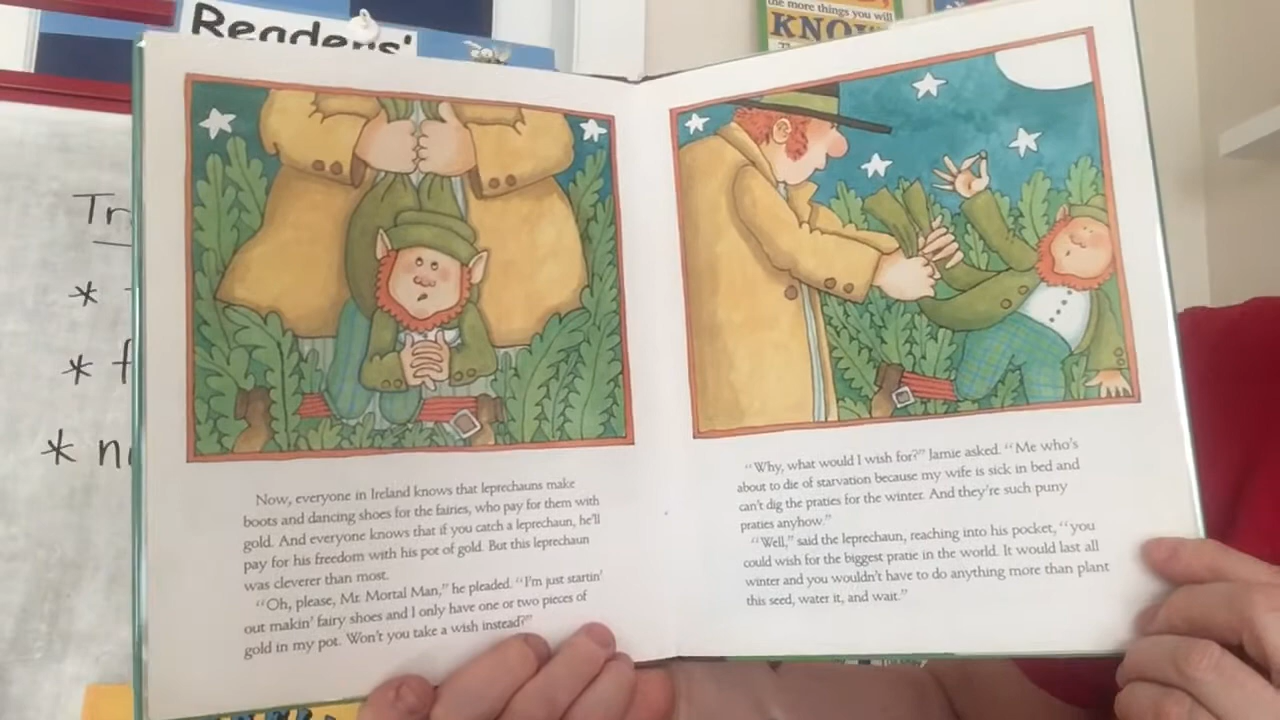 Readers'
the more things you will
KNOW
Tr
*
* f
* n
Now, everyone in Ireland knows that leprechauns make
boots and dancing shoes for the fairies, who pay for them with
gold. And everyone knows that if you catch a leprechaun, he'll
pay for his freedom with his pot of gold. But this leprechaun
was cleverer than most.
"Oh, please, Mr. Mortal Man," he pleaded. "I'm just startin'
out makin' fairy shoes and I only have one or two pieces of
gold in my pot. Won't you take a wish instead?"
"Why, what would I wish for?" Jamie asked. "Me who's
about to die of starvation because my wife is sick in bed and
can't dig the praties for the winter. And they're such puny
praties anyhow."
"Well," said the leprechaun, reaching into his pocket, "you
could wish for the biggest pratie in the world. It would last all
winter and you wouldn't have to do anything more than plant
this seed, water it, and wait."